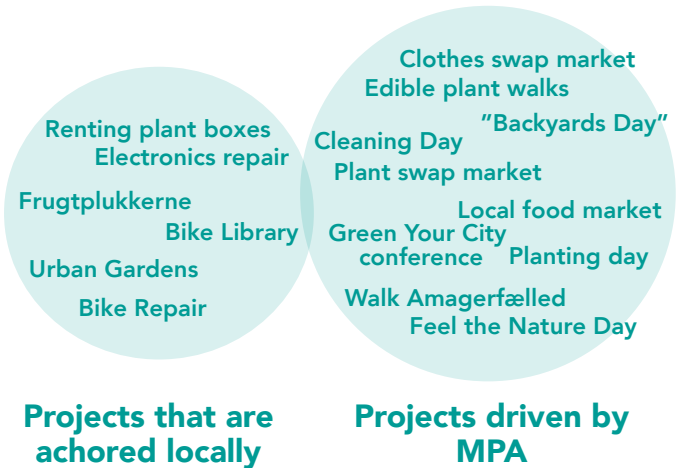 Renting plant boxes
Electronics repair
Frugtplukkerne
Bike Library
Urban Gardens
Bike Repair
Projects that are
achored locally
Clothes swap market
Edible plant walks
”Backyards Day”
Cleaning Day
Plant swap market
Local food market
Green Your City
conference
Planting day
Walk Amagerfælled
Feel the Nature Day
Projects driven by
MPA